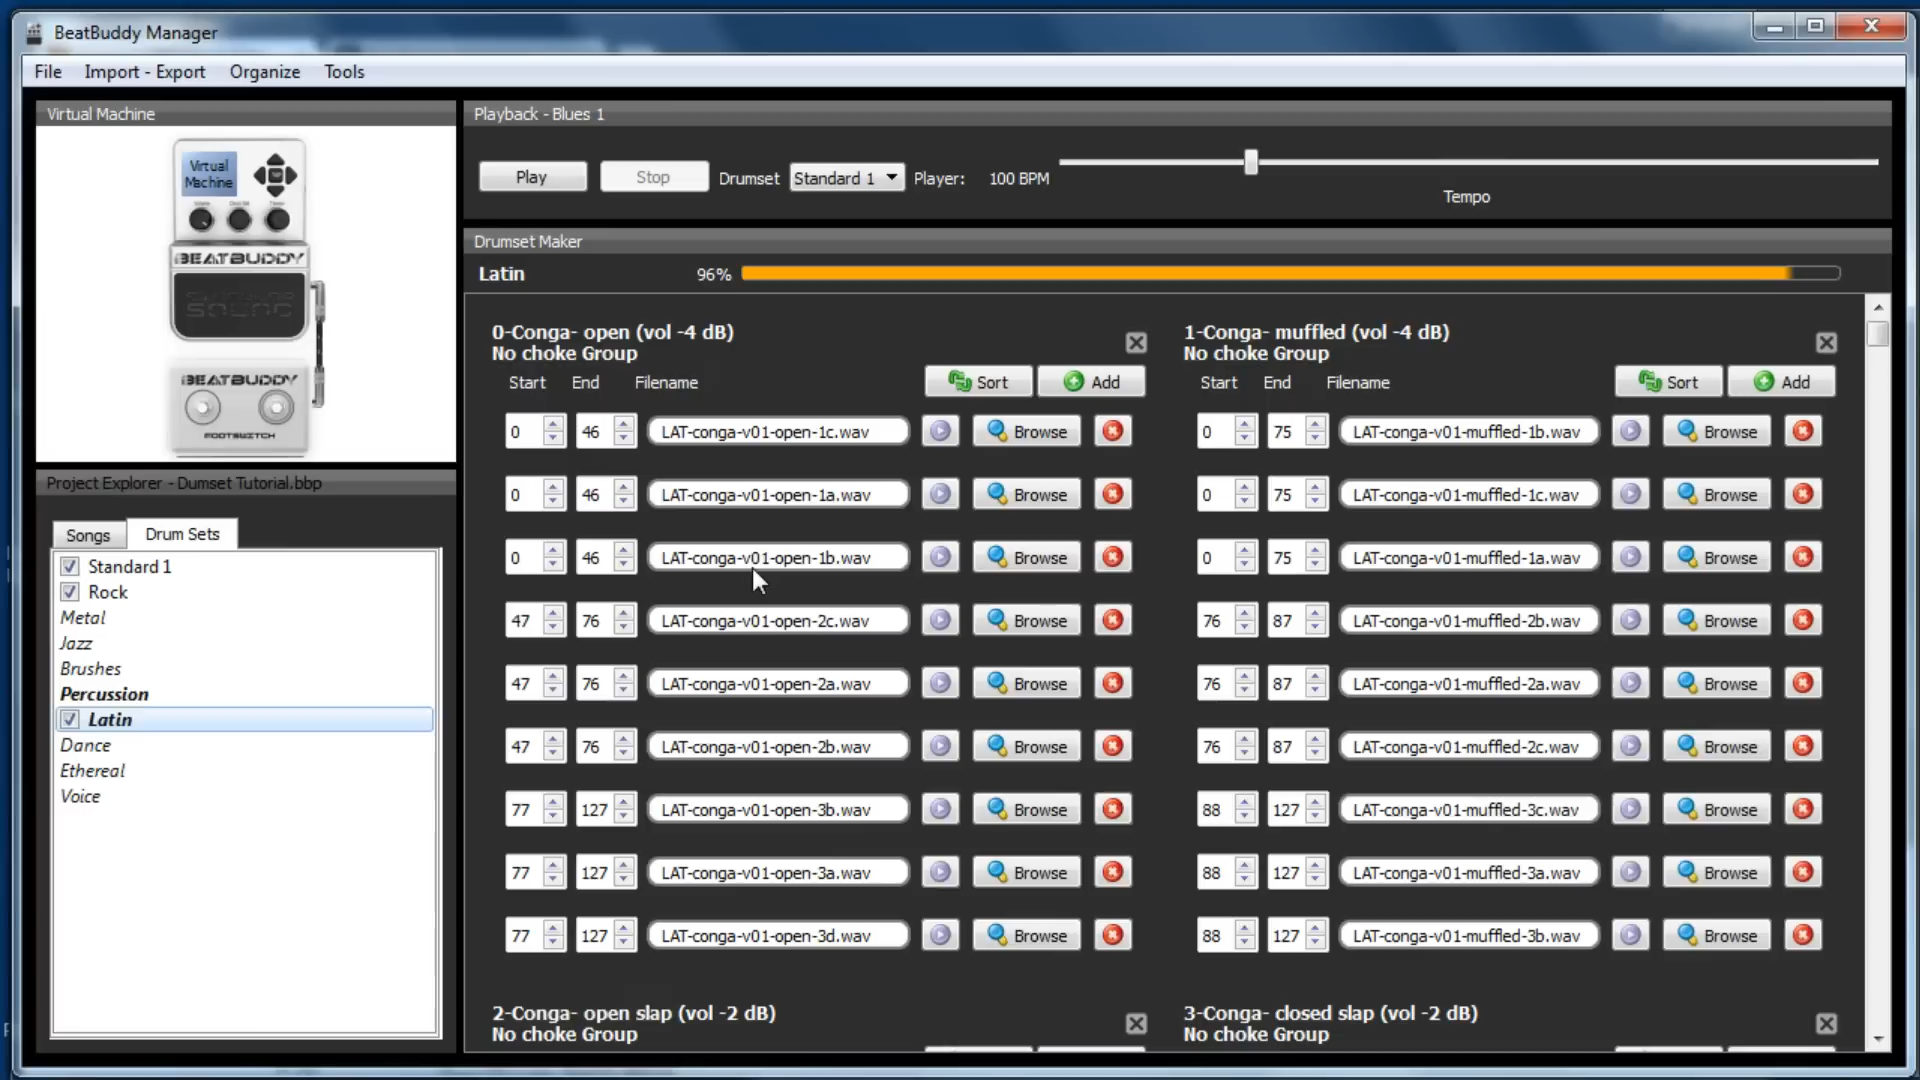 BeatBuddy Manager
File Import - Export Organize Tools
Virtual Machine
Virtual
Machine
BEATBUDDY
BEATBUDDY
FOOTSWITCH
Playback - Blues 1
Play Stop Drumset Standard 1 Player: 100 BPM
Tempo
Drumset Maker
Latin 96%
Project Explorer - Dumset Tutorial.bbp
Songs Drum Sets
Standard 1
Rock
Metal
Jazz
Brushes
Percussion
Latin
Dance
Ethereal
Voice
0-Conga- open (vol -4 dB)
No choke Group
Start End Filename Sort Add
0 46 LAT-conga-v01-open-1c.wav Browse
0 46 LAT-conga-v01-open-1a.wav Browse
0 46 LAT-conga-v01-open-1b.wav Browse
47 76 LAT-conga-v01-open-2c.wav Browse
47 76 LAT-conga-v01-open-2a.wav Browse
47 76 LAT-conga-v01-open-2b.wav Browse
77 127 LAT-conga-v01-open-3b.wav Browse
77 127 LAT-conga-v01-open-3a.wav Browse
77 127 LAT-conga-v01-open-3d.wav Browse
1-Conga- muffled (vol -4 dB)
No choke Group
Start End Filename Sort Add
0 75 LAT-conga-v01-muffled-1b.wav Browse
0 75 LAT-conga-v01-muffled-1c.wav Browse
0 75 LAT-conga-v01-muffled-1a.wav Browse
76 87 LAT-conga-v01-muffled-2b.wav Browse
76 87 LAT-conga-v01-muffled-2a.wav Browse
76 87 LAT-conga-v01-muffled-2c.wav Browse
88 127 LAT-conga-v01-muffled-3c.wav Browse
88 127 LAT-conga-v01-muffled-3a.wav Browse
88 127 LAT-conga-v01-muffled-3b.wav Browse
2-Conga- open slap (vol -2 dB)
No choke Group
3-Conga- closed slap (vol -2 dB)
No choke Group